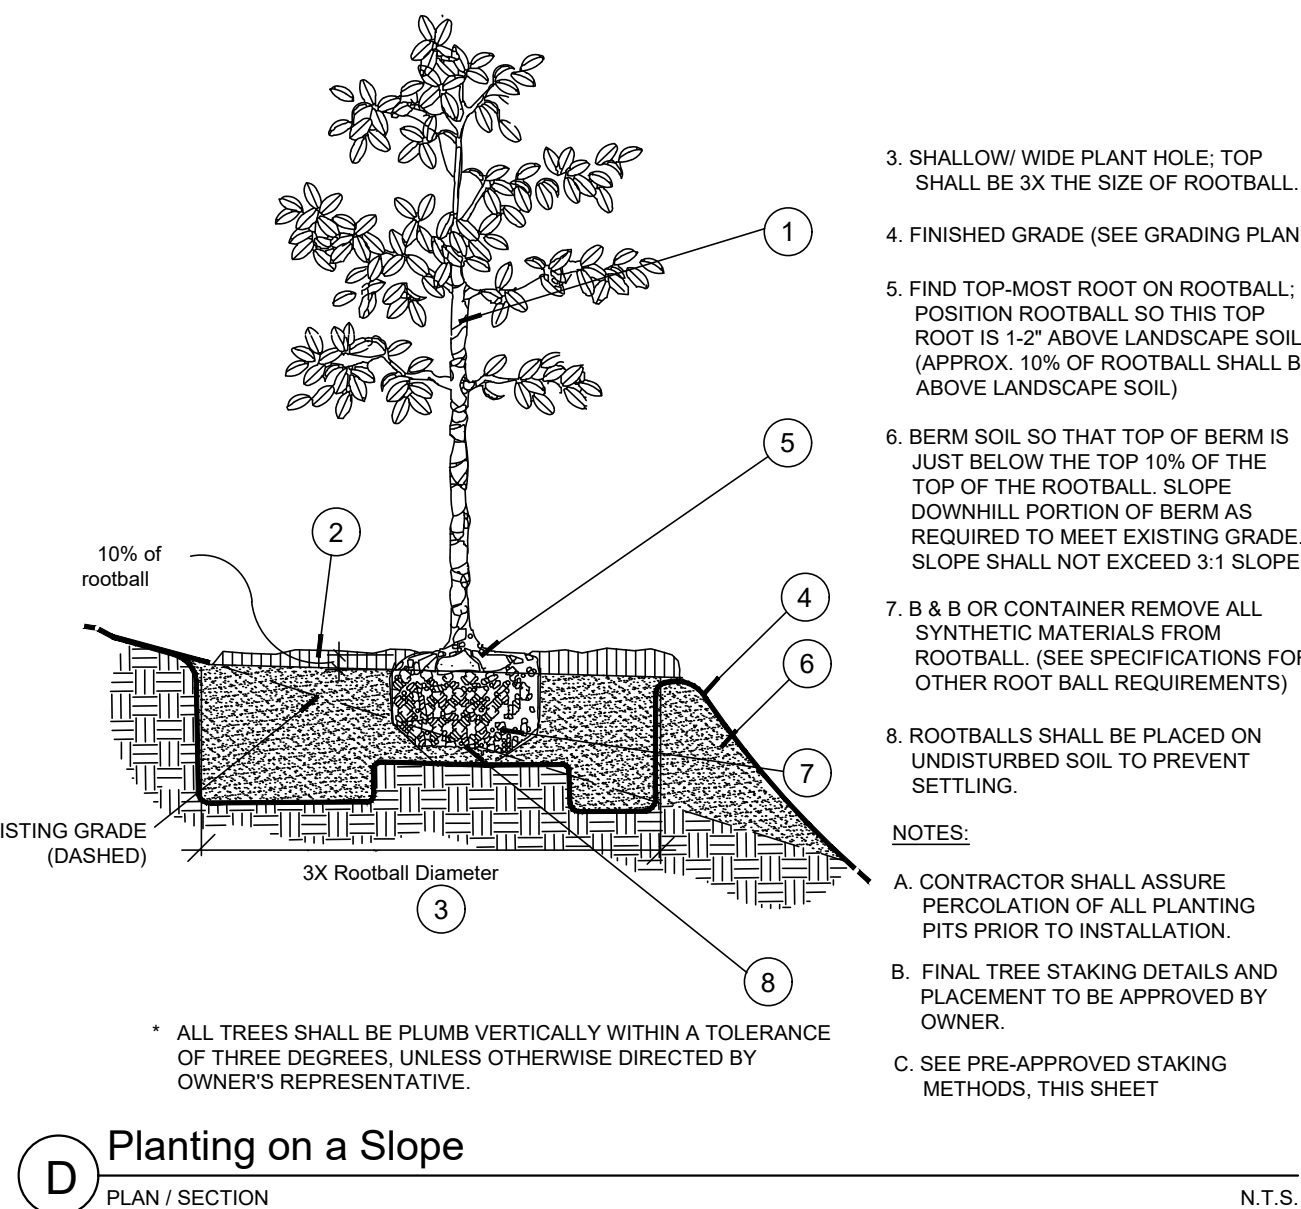 1
2
10% of
rootball
5
4
6
7
ISTING GRADE
(DASHED)
3X Rootball Diameter
3
8
* ALL TREES SHALL BE PLUMB VERTICALLY WITHIN A TOLERANCE
OF THREE DEGREES, UNLESS OTHERWISE DIRECTED BY
OWNER'S REPRESENTATIVE.
3. SHALLOW/ WIDE PLANT HOLE; TOP
SHALL BE 3X THE SIZE OF ROOTBALL.
4. FINISHED GRADE (SEE GRADING PLAN
5. FIND TOP-MOST ROOT ON ROOTBALL;
POSITION ROOTBALL SO THIS TOP
ROOT IS 1-2" ABOVE LANDSCAPE SOIL
(APPROX. 10% OF ROOTBALL SHALL B
ABOVE LANDSCAPE SOIL)
6. BERM SOIL SO THAT TOP OF BERM IS
JUST BELOW THE TOP 10% OF THE
TOP OF THE ROOTBALL. SLOPE
DOWNHILL PORTION OF BERM AS
REQUIRED TO MEET EXISTING GRADE.
SLOPE SHALL NOT EXCEED 3:1 SLOPE
7. B & B OR CONTAINER REMOVE ALL
SYNTHETIC MATERIALS FROM
ROOTBALL. (SEE SPECIFICATIONS FOR
OTHER ROOT BALL REQUIREMENTS)
8. ROOTBALLS SHALL BE PLACED ON
UNDISTURBED SOIL TO PREVENT
SETTLING.
NOTES:
A. CONTRACTOR SHALL ASSURE
PERCOLATION OF ALL PLANTING
PITS PRIOR TO INSTALLATION.
B. FINAL TREE STAKING DETAILS AND
PLACEMENT TO BE APPROVED BY
OWNER.
C. SEE PRE-APPROVED STAKING
METHODS, THIS SHEET
D
Planting on a Slope
PLAN / SECTION
N.T.S.